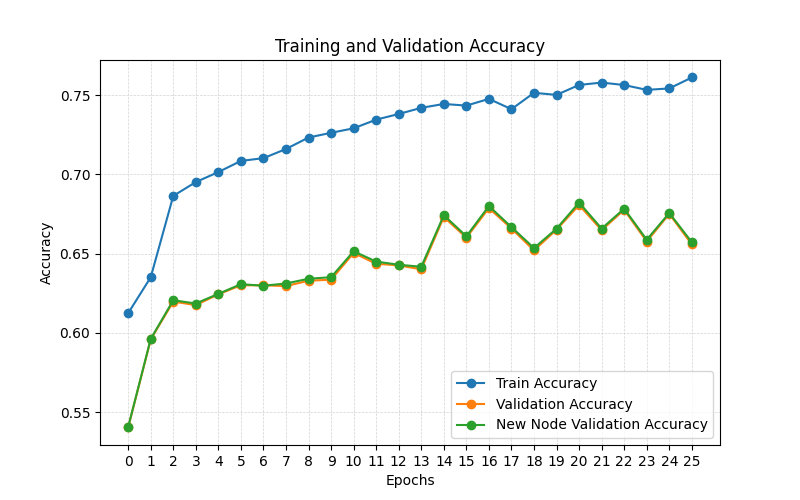 Training and Validation Accuracy
Accuracy
0.75
0.70
0.65
0.60
0.55
Train Accuracy
Validation Accuracy
New Node Validation Accuracy
0 1 2 3 4 5 6 7 8 9 10 11 12 13 14 15 16 17 18 19 20 21 22 23 24 25
Epochs